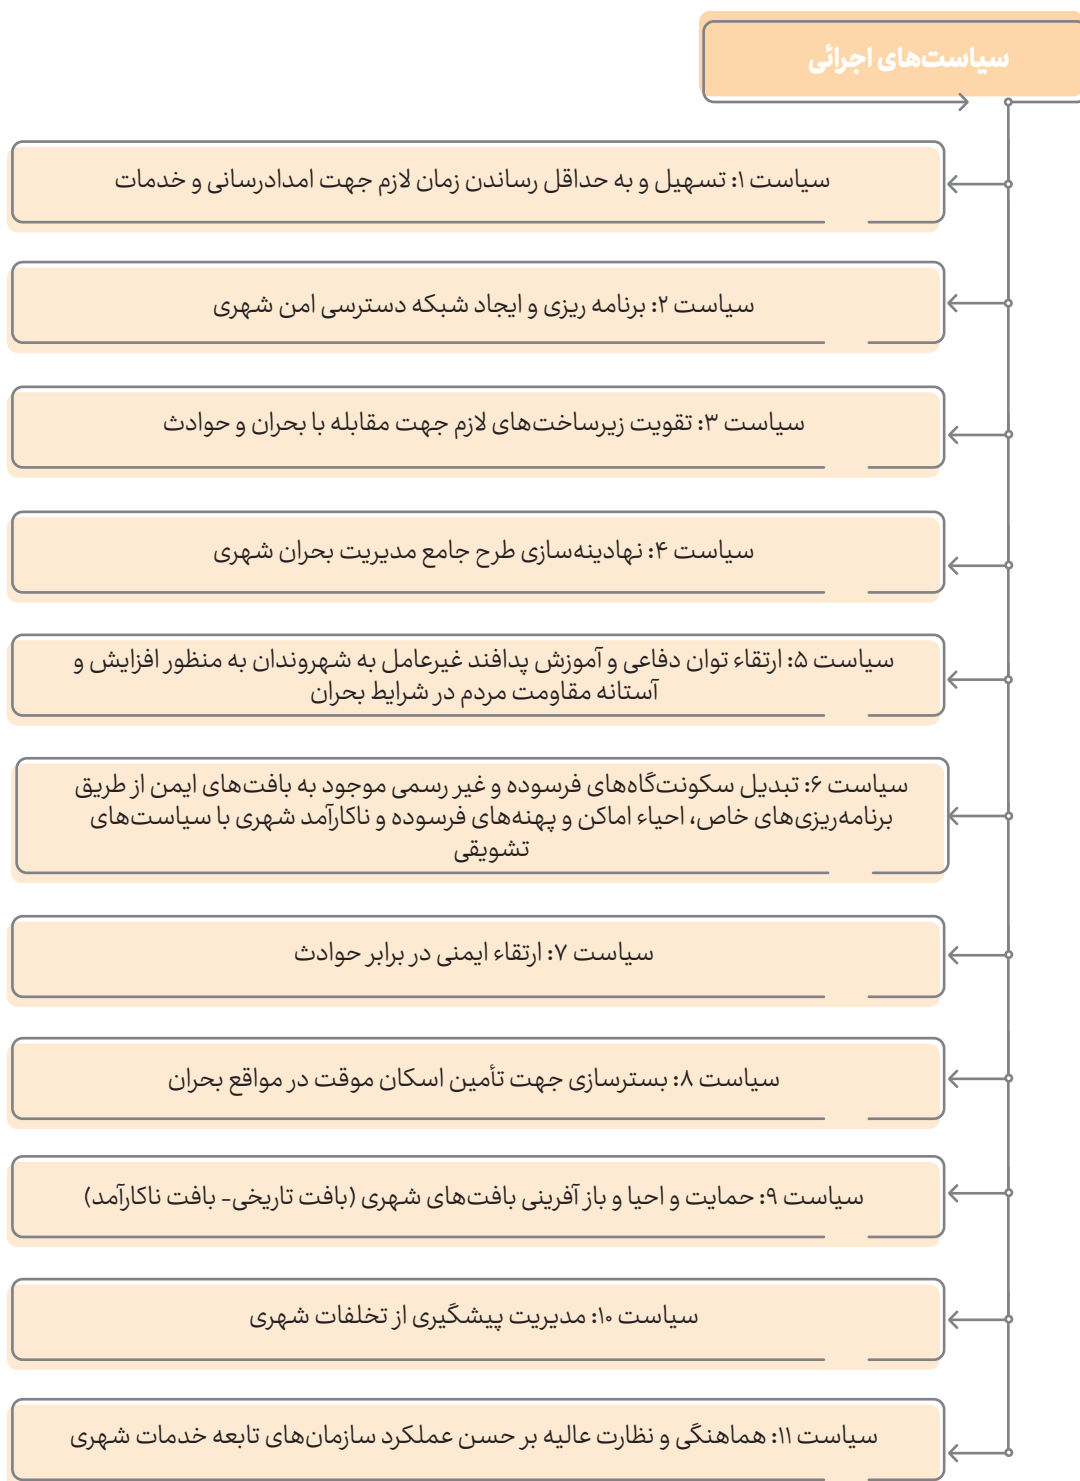 سیاست‌های اجرائی
سیاست ۱: تسهیل و به حداقل رساندن زمان لازم جهت امدادرسانی و خدمات
سیاست ۲: برنامه ریزی و ایجاد شبکه دسترسی امن شهری
سیاست ۳: تقویت زیرساخت‌های لازم جهت مقابله با بحران و حوادث
سیاست ۴: نهادینه‌سازی طرح جامع مدیریت بحران شهری
سیاست ۵: ارتقاء توان دفاعی و آموزش پدافند غیرعامل به شهروندان به منظور افزایش و
آستانه مقاومت مردم در شرایط بحران
سیاست ۶: تبدیل سکونت‌گاه‌های فرسوده و غیر رسمی موجود به بافت‌های ایمن از طریق
برنامه‌ریزی‌های خاص، احیاء اماکن و پهنه‌های فرسوده و ناکارآمد شهری با سیاست‌های
تشویقی
سیاست ۷: ارتقاء ایمنی در برابر حوادث
سیاست ۸: بسترسازی جهت تأمین اسکان موقت در مواقع بحران
سیاست ۹: حمایت و احیا و باز آفرینی بافت‌های شهری (بافت تاریخی- بافت ناکارآمد)
سیاست ۱۰: مدیریت پیشگیری از تخلفات شهری
سیاست ۱۱: هماهنگی و نظارت عالیه بر حسن عملکرد سازمان‌های تابعه خدمات شهری